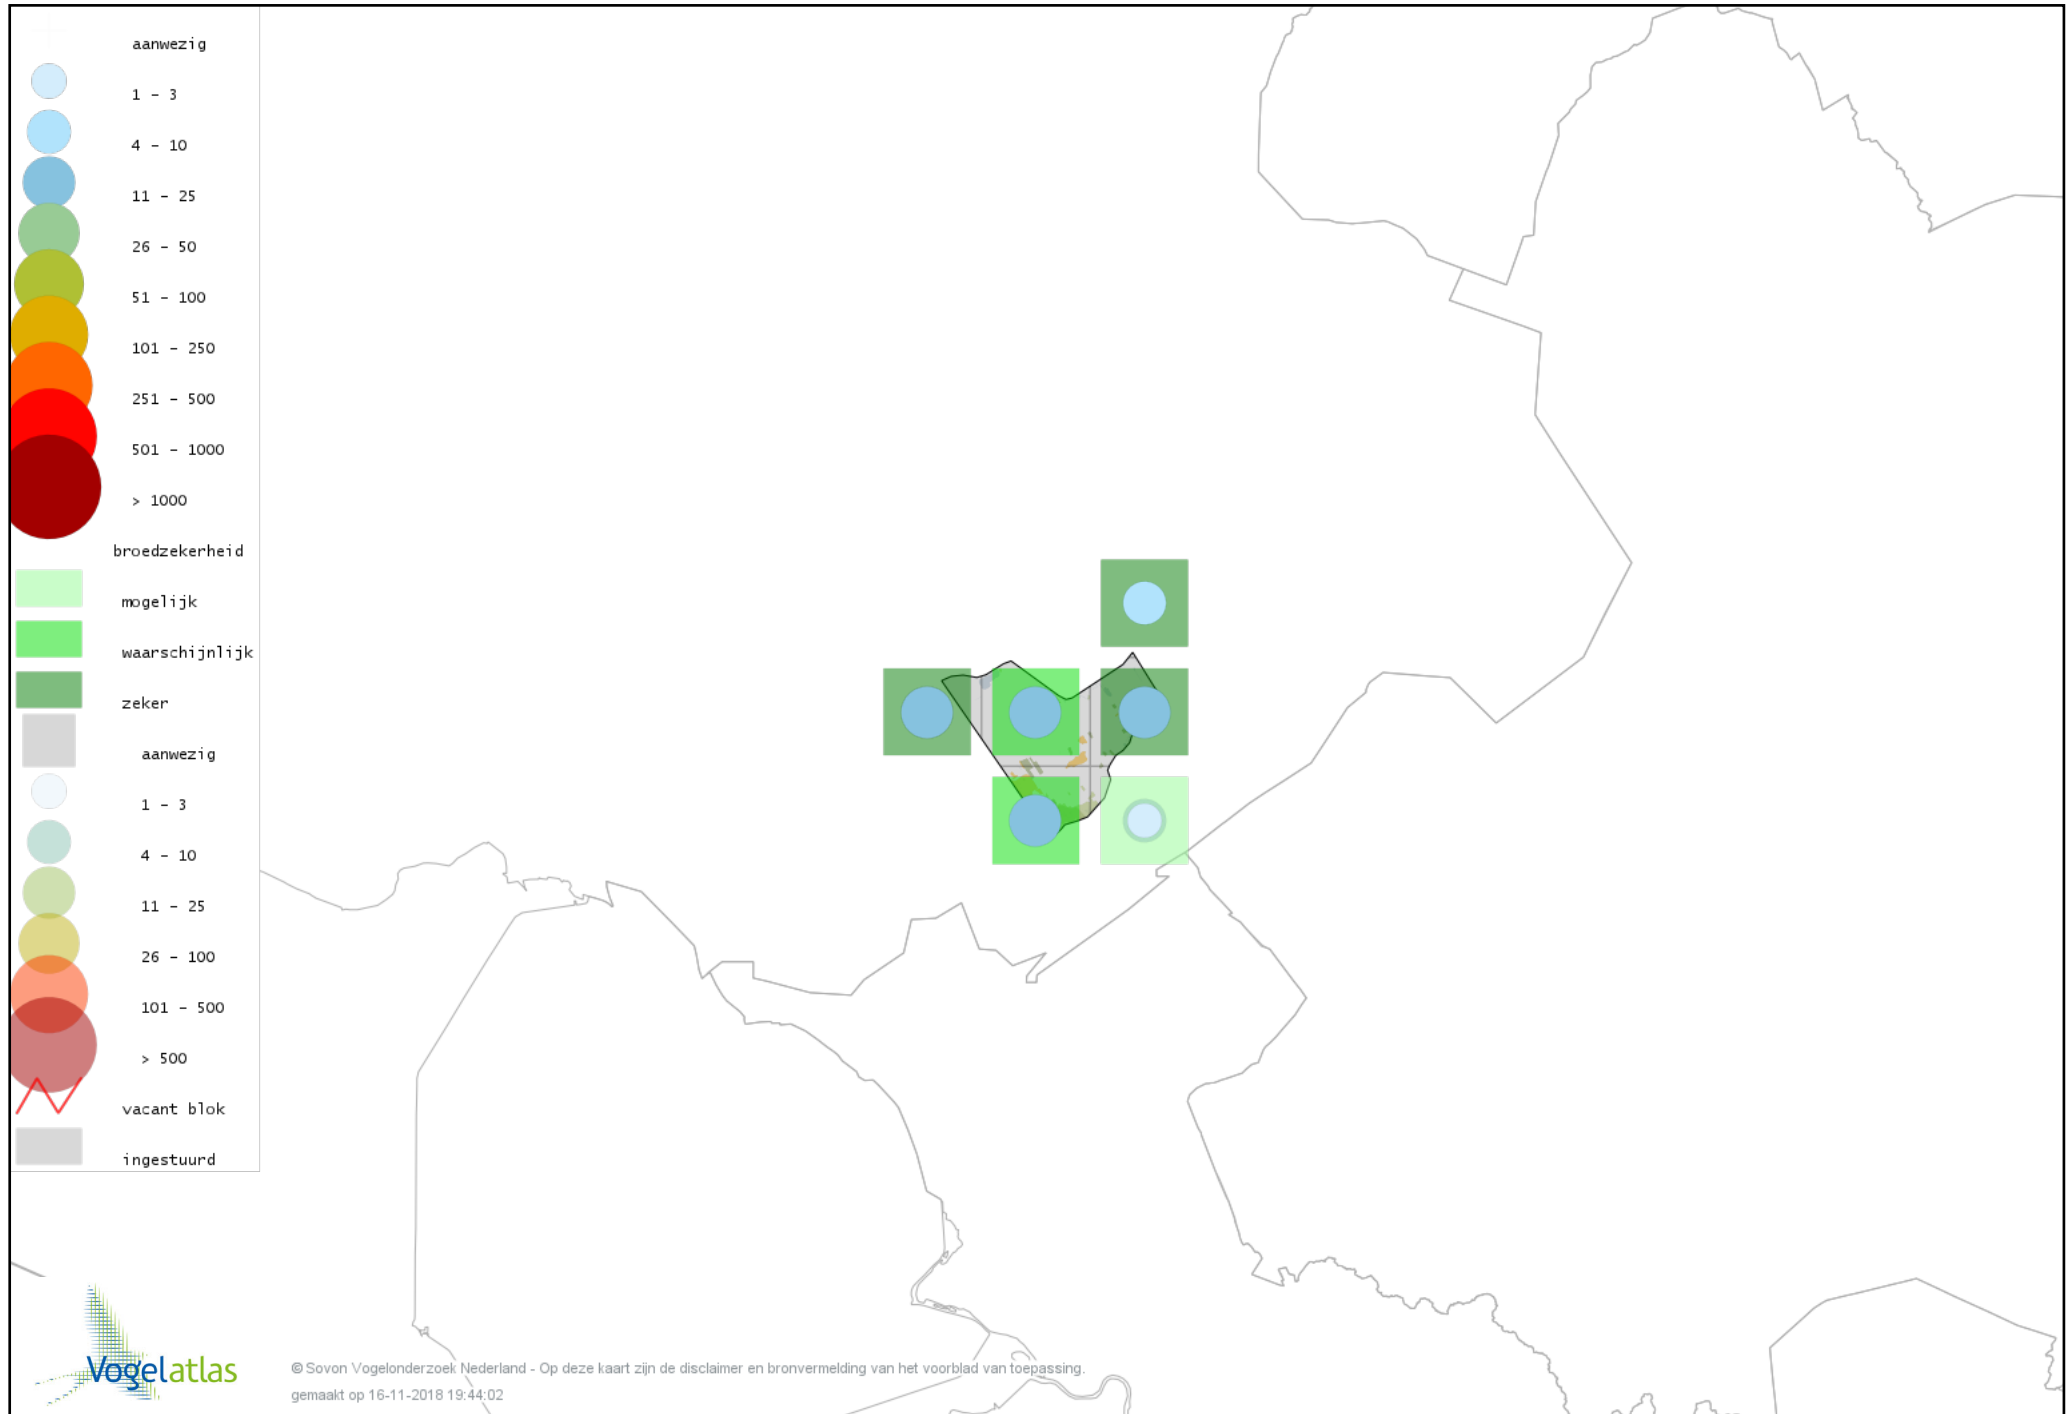 aanwezig
1 - 3
4 - 10
11 - 25
26 - 50
51 - 100
101 - 250
251 - 500
501 - 1000
> 1000
broedzekerheid
mogelijk
waarschijnlijk
zeker
aanwezig
1 - 3
4 - 10
11 - 25
26 - 100
101 - 500
> 500
vacant blok
ingestuurd
Vogelatlas
© Sovon Vogelonderzoek Nederland - Op deze kaart zijn de disclaimer en bronvermelding van het voorblad van toepassing.
gemaakt op 16-11-2018 19:44:02